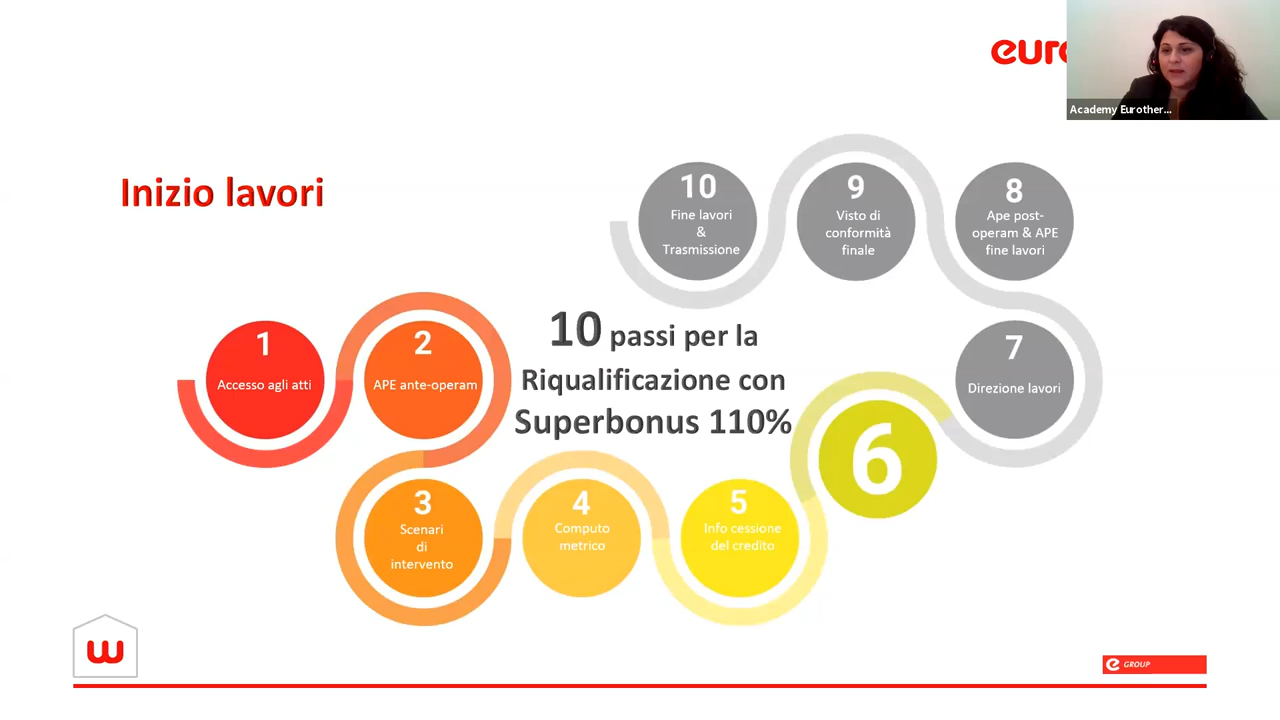 euro
Academy Eurother...
Inizio lavori
10
Fine lavori
&
Trasmissione
9
Visto di
conformità
finale
8
Ape post-
operam & APE
fine lavori
1
Accesso agli atti
2
APE ante-operam
10 passi per la
Riqualificazione con
Superbonus 110%
7
Direzione lavori
3
Scenari
di
intervento
4
Computo
metrico
5
Info cessione
del credito
6
w
e GROUP